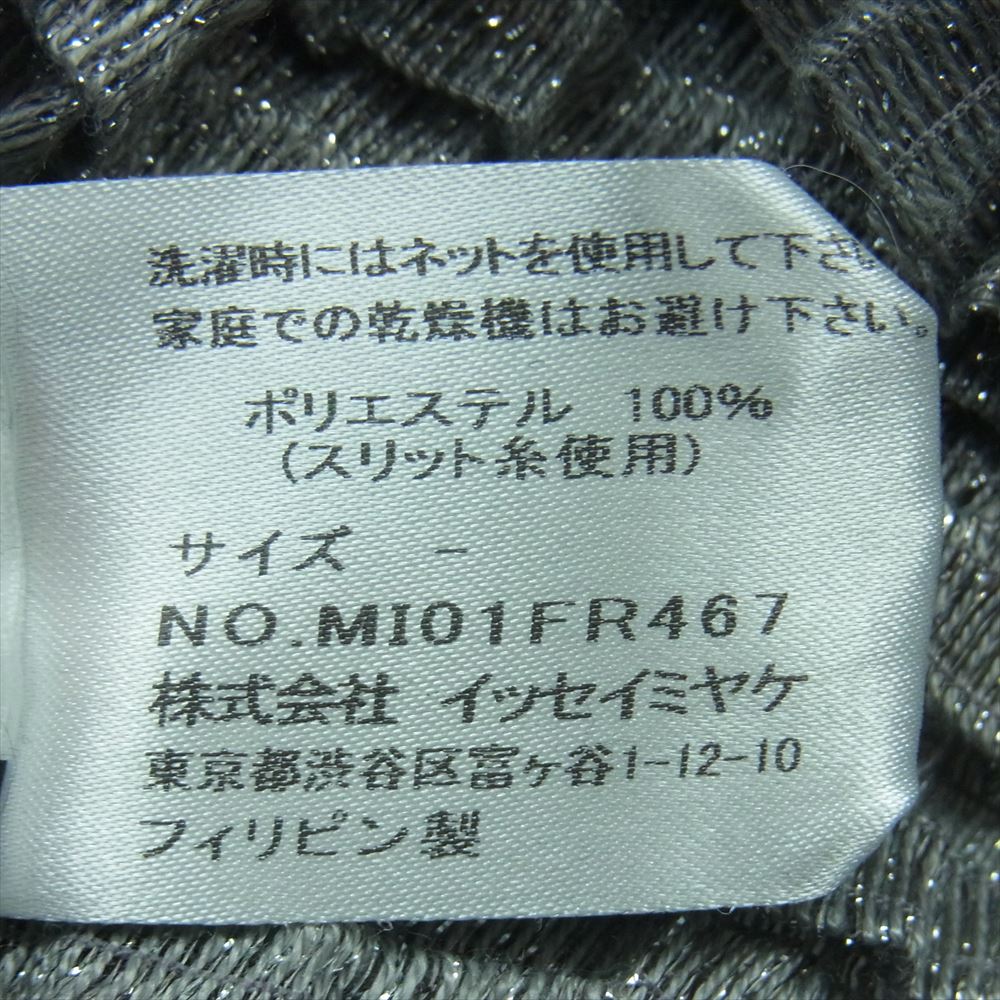 洗濯時にはネットを使用して下さい
家庭での乾燥機はお避け下さい。
ポリエステル 100%
(スリット糸使用)
サイズ -
NO.MI01FR467
株式会社 イッセイミヤケ
東京都渋谷区富ヶ谷1-12-10
フィリピン製